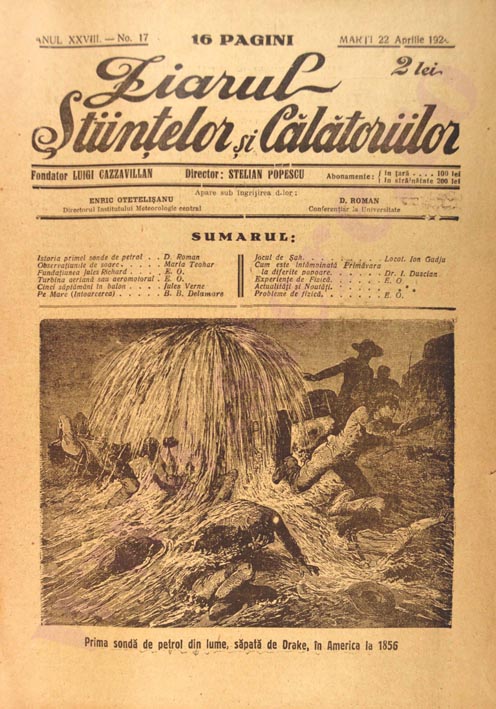 ANUL XXVIII. — No. 17
16 PAGINI
MARȚI 22 Aprilie
2 lei
Ziarul
Științelor și Călătoriilor
Fondator LUIGI CAZZAVILLAN
Director: STELIAN POPESCU
Abonamente: în țară .... 100 lei
în străinătate 200 lei
Apare sub îngrijirea d-lor:
ENRIC OTETELIȘANU
Directorul Institutului Meteorologic central
D. ROMAN
Conferențiar la Universitate
SUMARUL:
Istoria primei sonde de petrol . . D. Roman
Observațiunile de soare . . . . . Maria Teohar
Fundațiunea Jules Richard . . . . E. O.
Turbina aeriană sau aeromotorul . E. O.
Cinci săptămâni în balon . . . . . Jules Verne
Pe Mare (Intoarcerea) . . . . . . B. B. Delamare
Jocul de Șah. . . . . . . . . . Locot. Ion Gudju
Cum este întâmpinată Primăvara
la diferite popoare. . . . . . . Dr. I. Duscian
Experiențe de Fizică. . . . . . . E. O.
Actualități și Noutăți. . . . . . . * * *
Probleme de fizică. . . . . . . . E. O.
Prima sondă de petrol din lume, săpată de Drake, în America la 1856